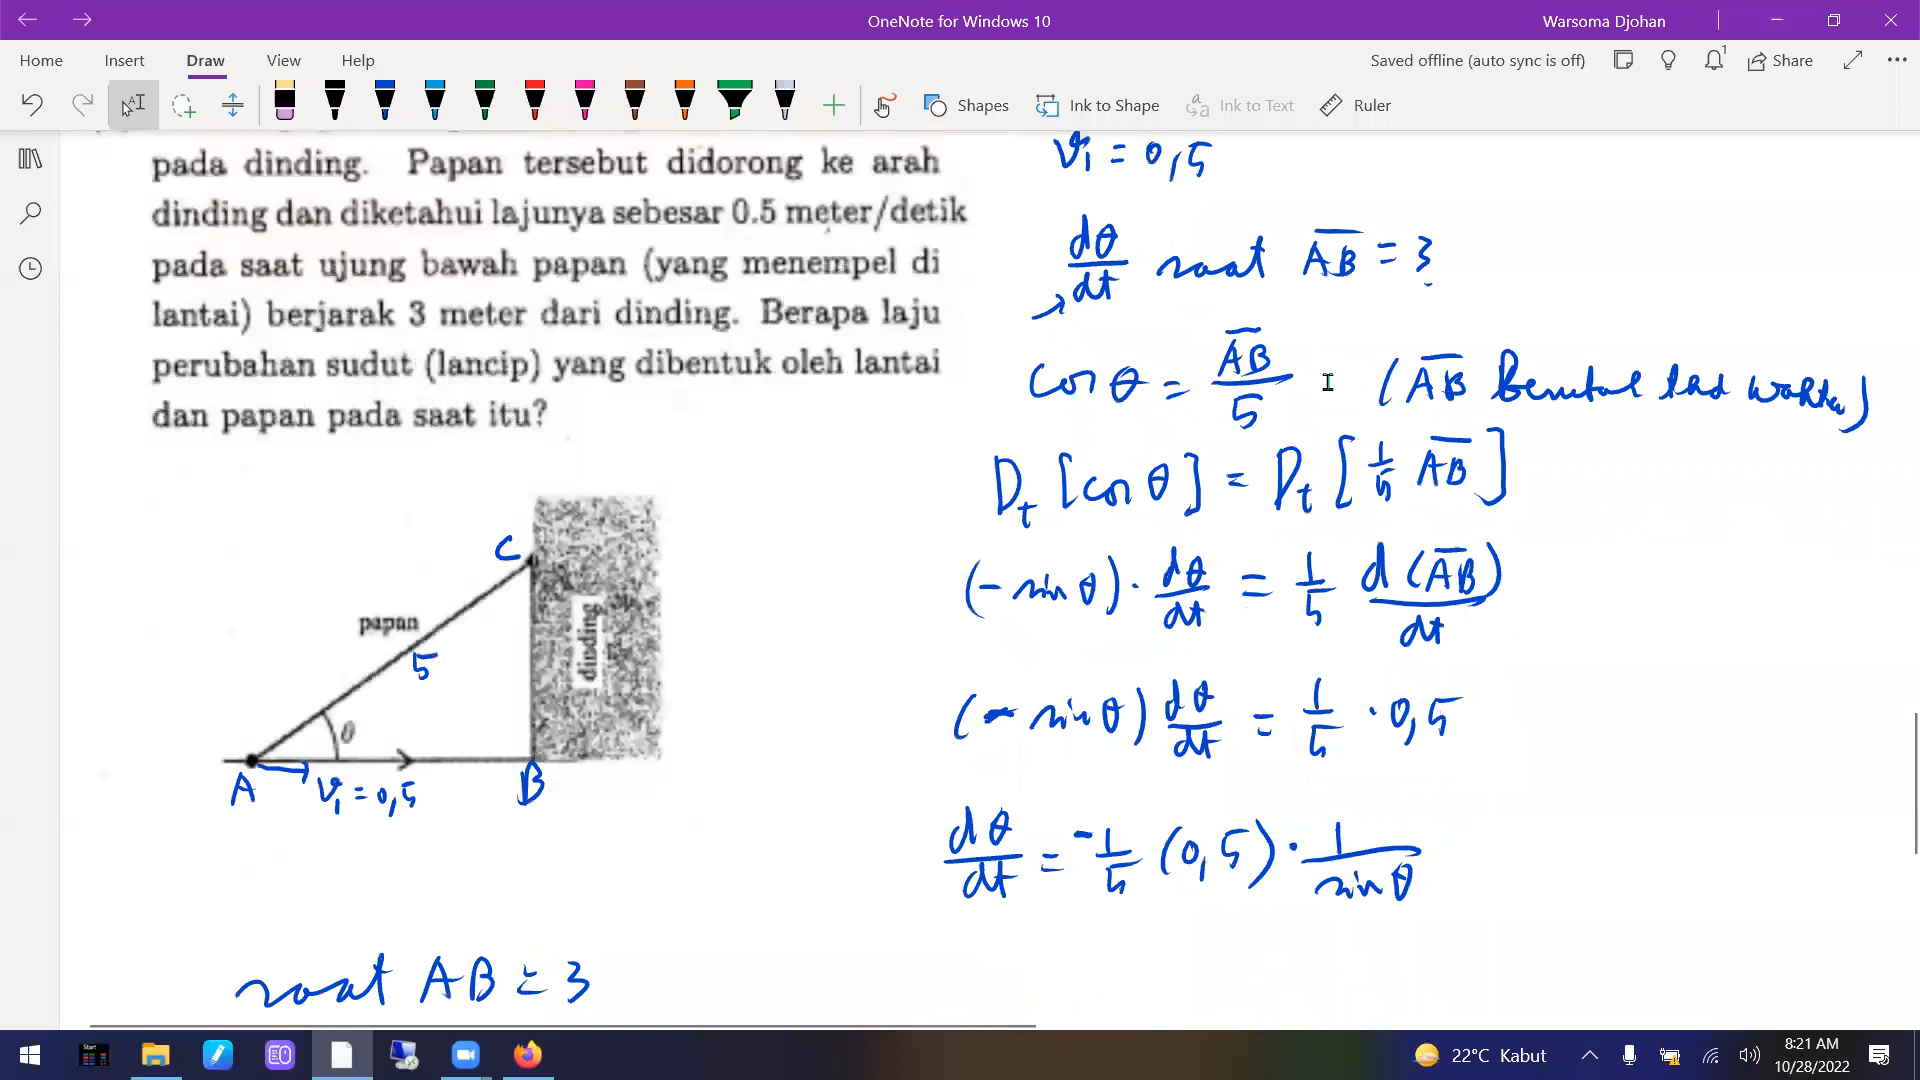 OneNote for Windows 10
Warsoma Djohan
Home Insert Draw View Help
Saved offline (auto sync is off) 1 Share
Shapes Ink to Shape Ink to Text Ruler
pada dinding. Papan tersebut didorong ke arah
dinding dan diketahui lajunya sebesar 0.5 meter/detik
pada saat ujung bawah papan (yang menempel di
lantai) berjarak 3 meter dari dinding. Berapa laju
perubahan sudut (lancip) yang dibentuk oleh lantai
dan papan pada saat itu?
C
papan
5
dinding
θ
A
v₁ = 0,5
B
saat AB = 3
v₁ = 0,5
dθ/dt saat A̅B̅ = 3
cos θ = A̅B̅/5 (A̅B̅ Berubah thd waktu)
D_t [cos θ] = D_t [1/5 A̅B̅]
(- sin θ) · dθ/dt = 1/5 d(A̅B̅)/dt
(- sin θ) dθ/dt = 1/5 · 0,5
dθ/dt = -1/5 (0,5) · 1/sin θ
Start
22°C Kabut
8:21 AM
10/28/2022